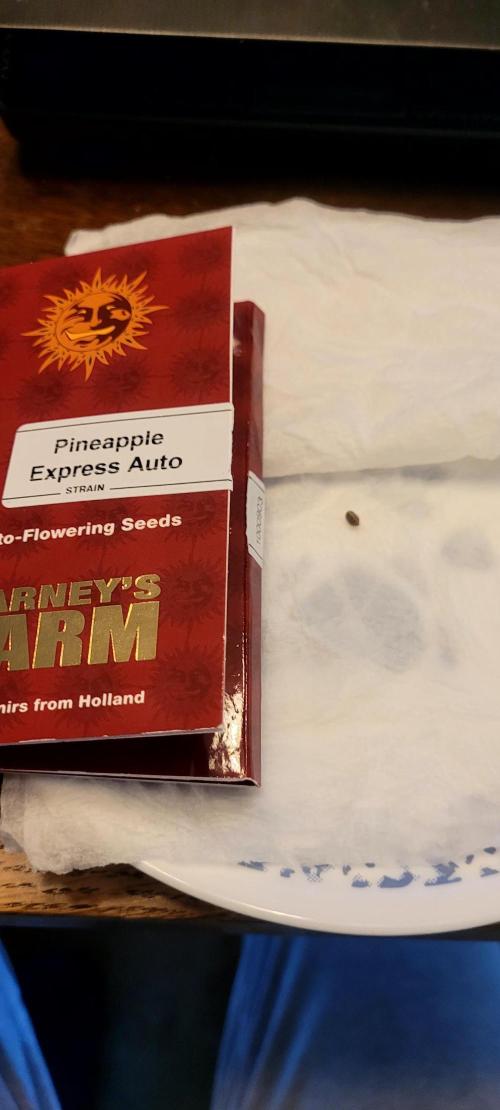 Pineapple
Express Auto
STRAIN
to-Flowering Seeds
ARNEY'S
ARM
nirs from Holland